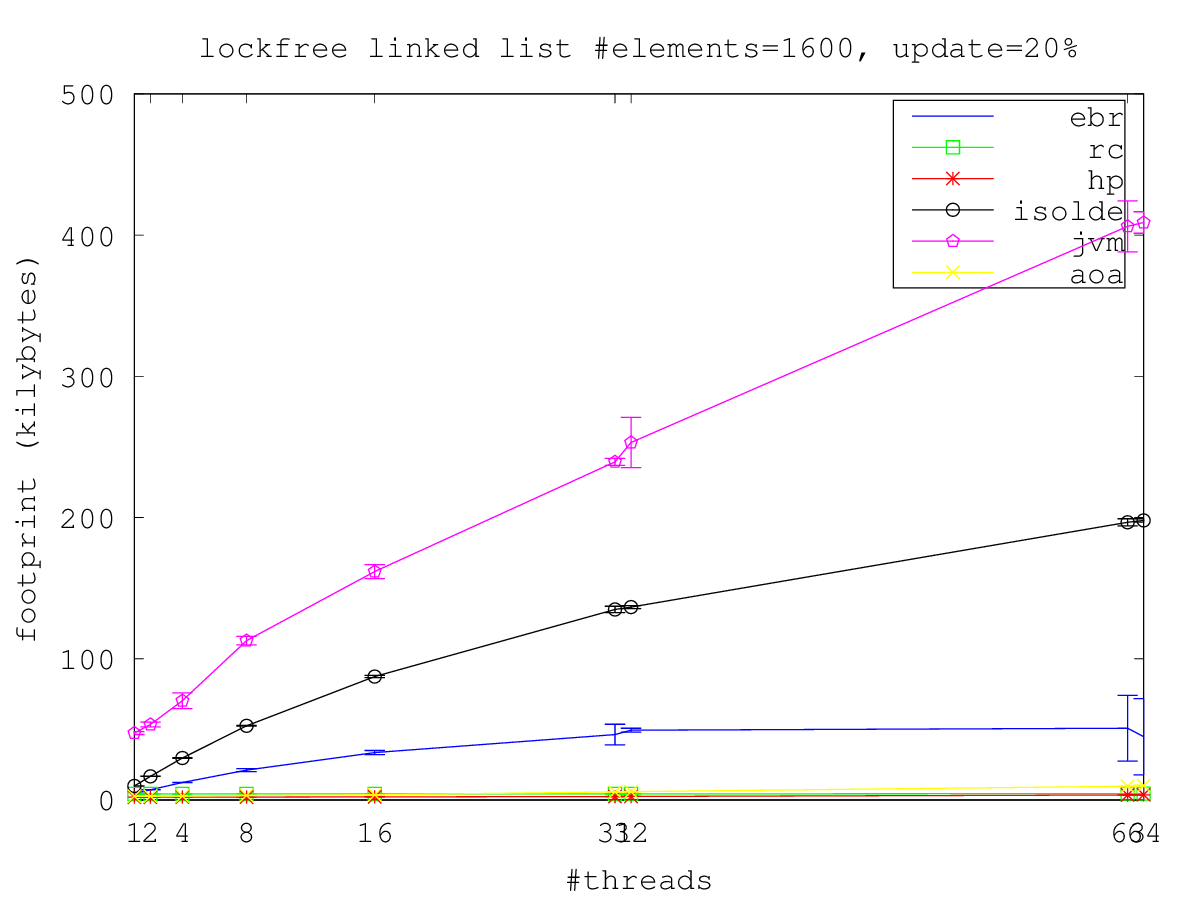 lockfree linked list #elements=1600, update=20%
500
400
300
200
100
0
footprint (kilybytes)
ebr
rc
hp
isolde
jvm
aoa
1 2 4 8 16 31 32 63 64
#threads